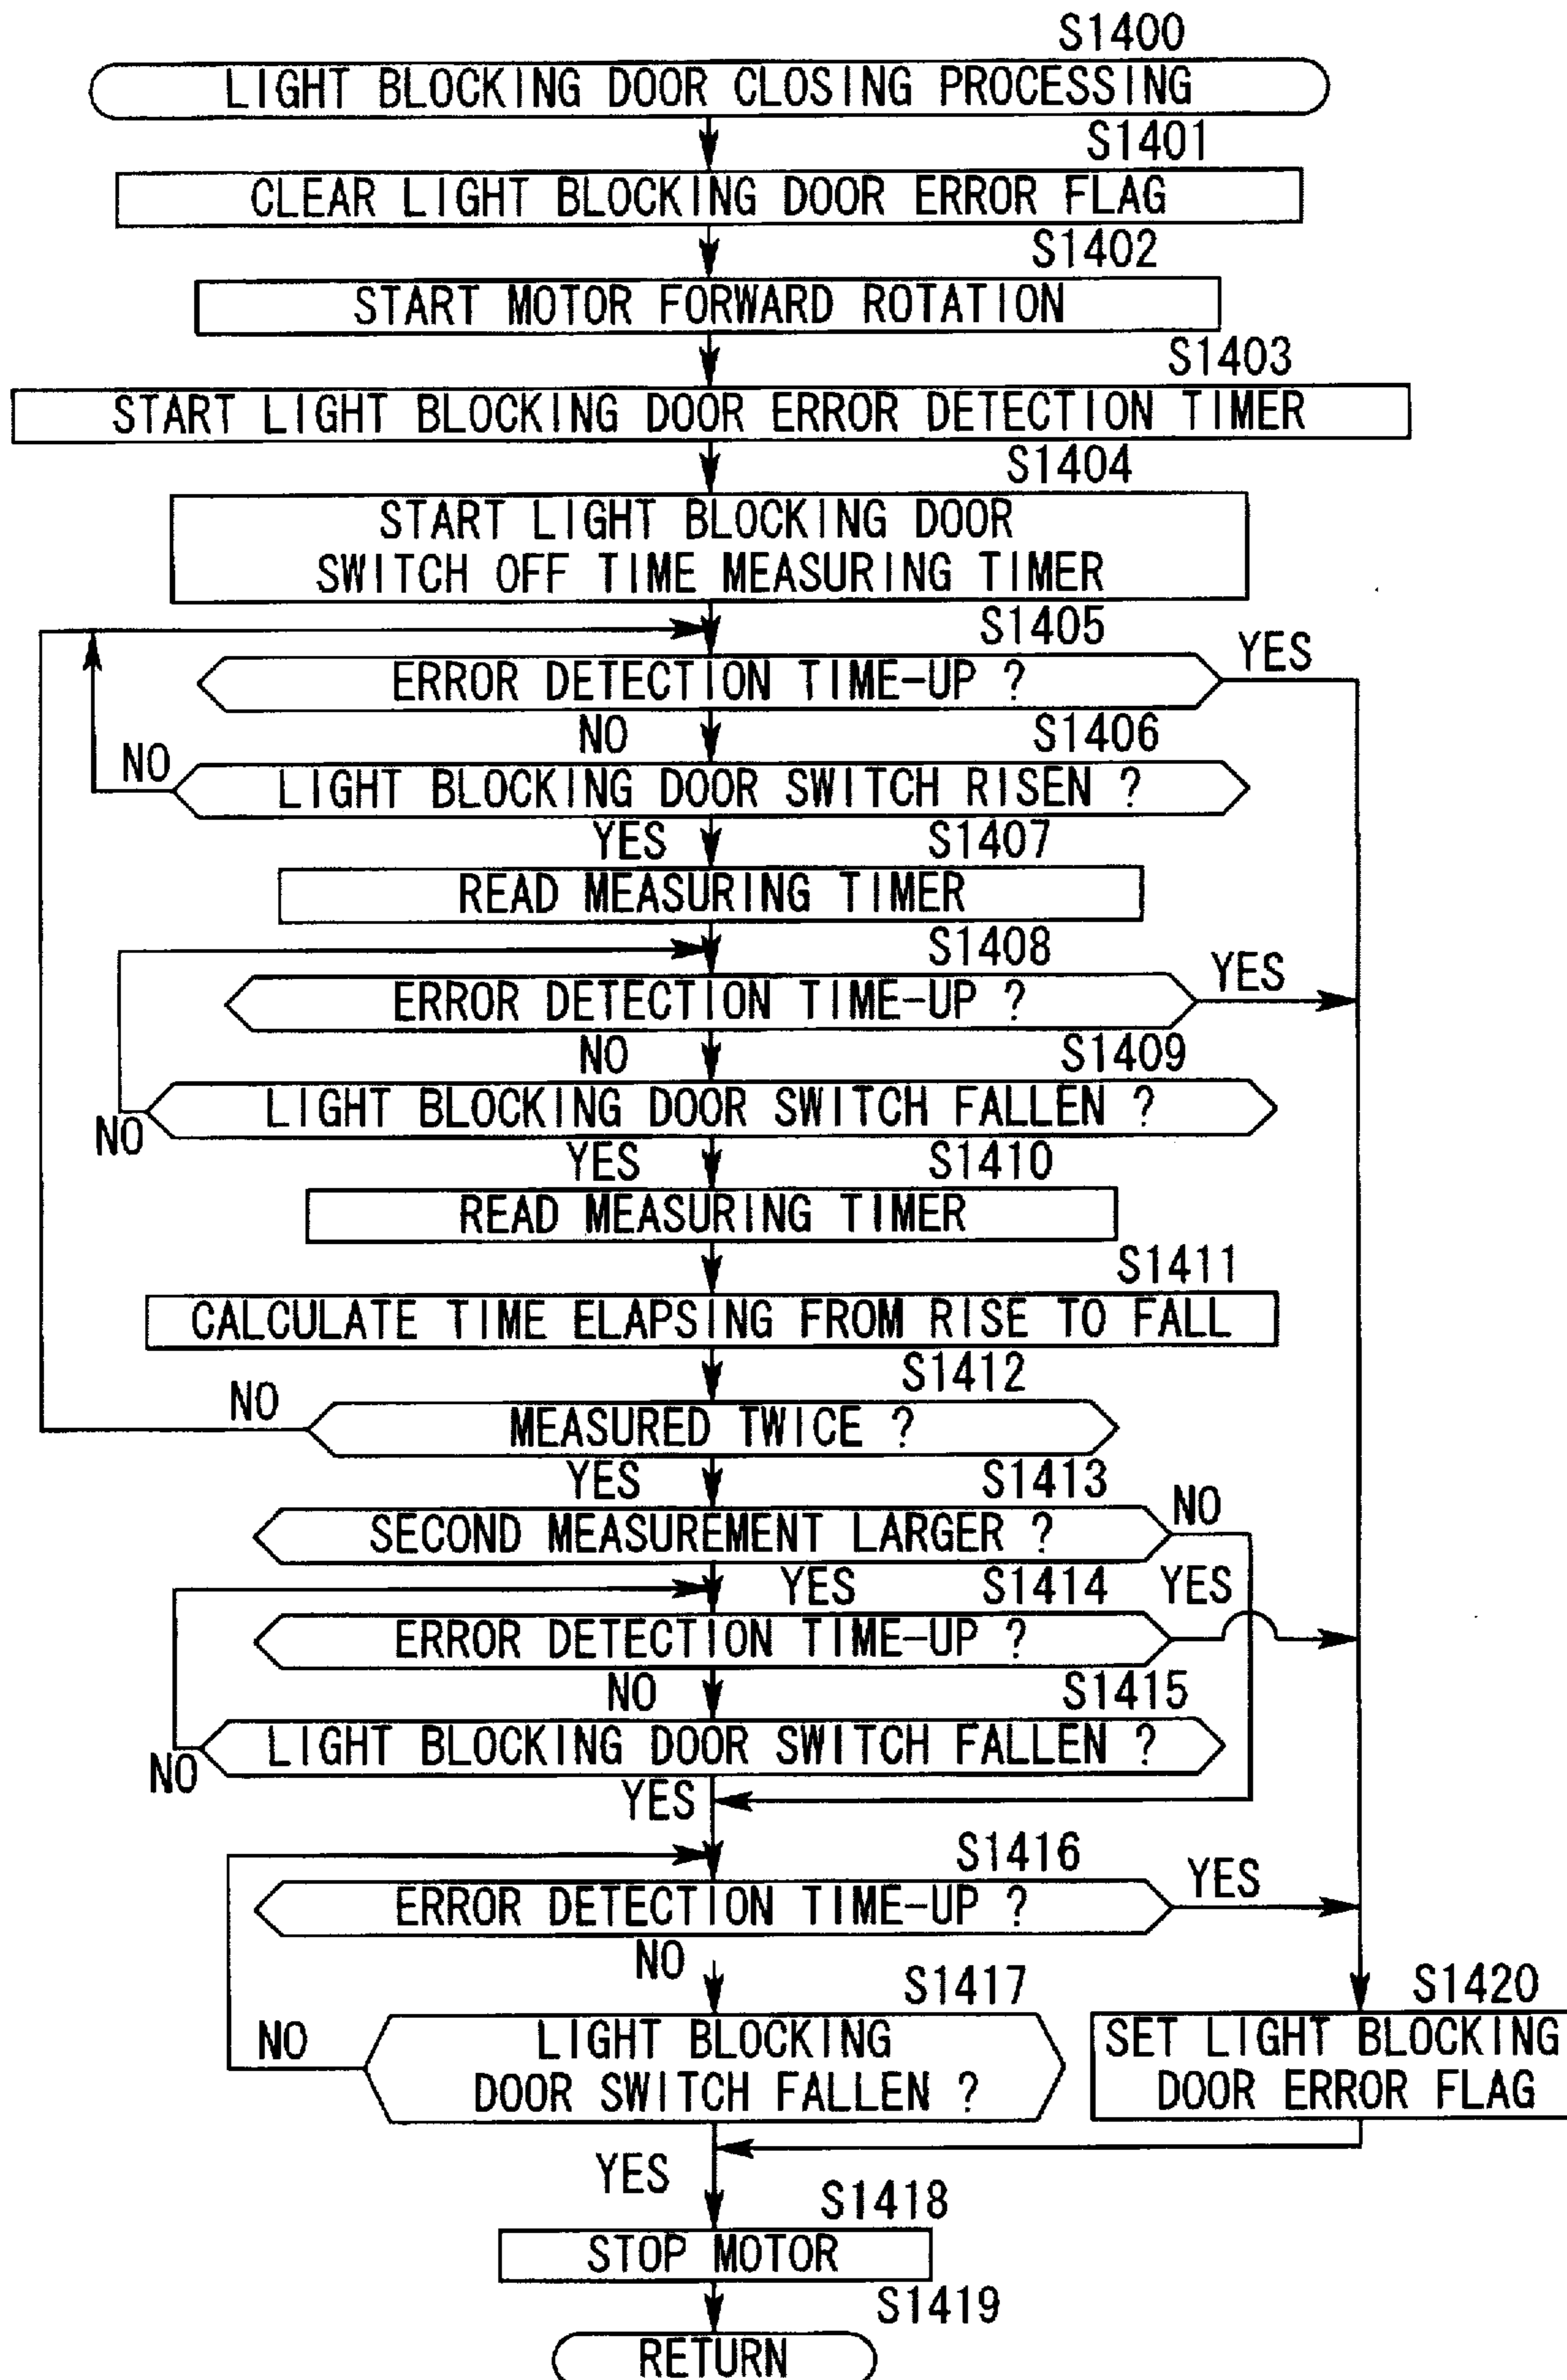 S1400
LIGHT BLOCKING DOOR CLOSING PROCESSING
S1401
CLEAR LIGHT BLOCKING DOOR ERROR FLAG
S1402
START MOTOR FORWARD ROTATION
S1403
START LIGHT BLOCKING DOOR ERROR DETECTION TIMER
S1404
START LIGHT BLOCKING DOOR
SWITCH OFF TIME MEASURING TIMER
S1405
ERROR DETECTION TIME-UP ?
YES
NO
S1406
LIGHT BLOCKING DOOR SWITCH RISEN ?
NO
YES
S1407
READ MEASURING TIMER
S1408
ERROR DETECTION TIME-UP ?
YES
NO
S1409
LIGHT BLOCKING DOOR SWITCH FALLEN ?
NO
YES
S1410
READ MEASURING TIMER
S1411
CALCULATE TIME ELAPSING FROM RISE TO FALL
S1412
NO
MEASURED TWICE ?
YES
S1413
SECOND MEASUREMENT LARGER ?
NO
YES
S1414
YES
ERROR DETECTION TIME-UP ?
NO
S1415
LIGHT BLOCKING DOOR SWITCH FALLEN ?
NO
YES
S1416
ERROR DETECTION TIME-UP ?
YES
NO
S1417
LIGHT BLOCKING
DOOR SWITCH FALLEN ?
NO
S1420
SET LIGHT BLOCKING
DOOR ERROR FLAG
YES
S1418
STOP MOTOR
S1419
RETURN